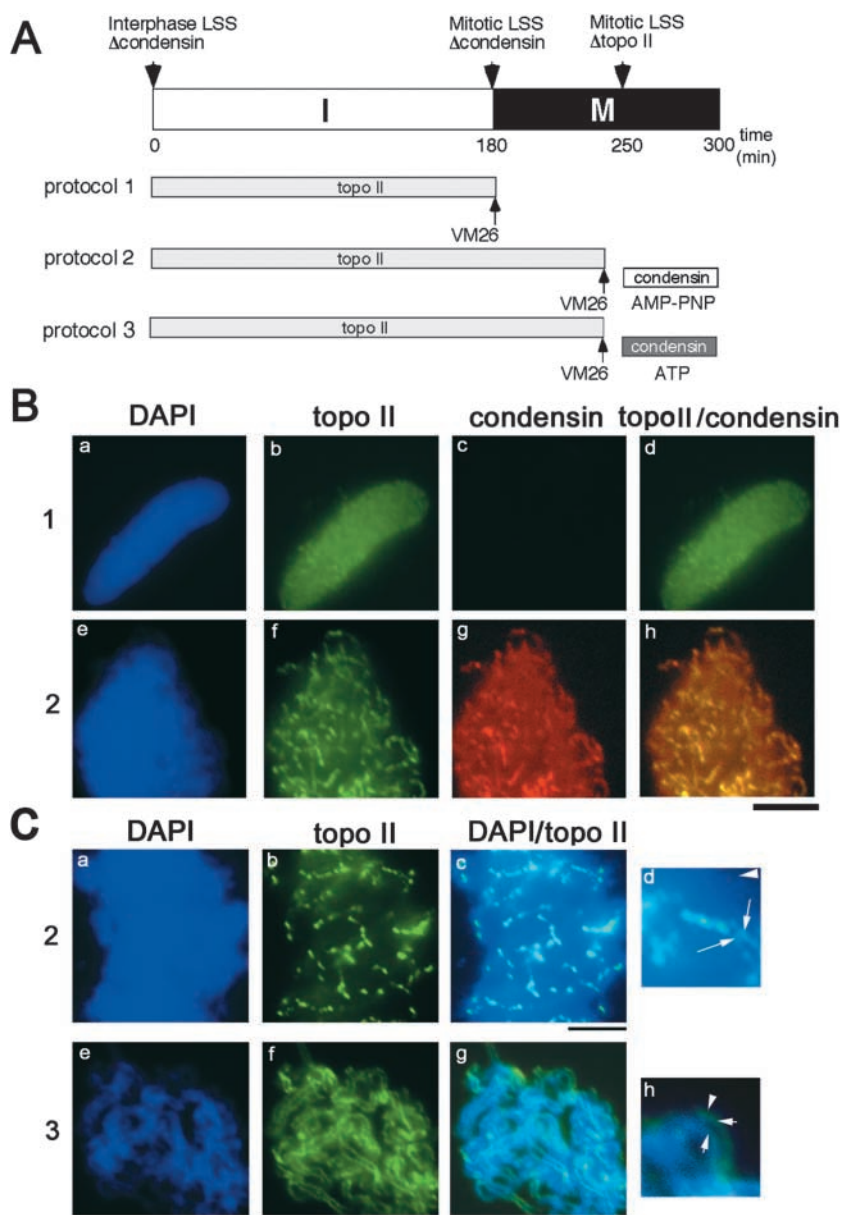 A
Interphase LSS
Δcondensin
Mitotic LSS
Δcondensin
Mitotic LSS
Δtopo II
I
M
0
180
250
300
time
(min)
protocol 1
topo II
VM26
protocol 2
topo II
VM26
condensin
AMP-PNP
protocol 3
topo II
VM26
condensin
ATP
B
DAPI
topo II
condensin
topoII/condensin
1
a
b
c
d
2
e
f
g
h
C
DAPI
topo II
DAPI/topo II
2
a
b
c
d
3
e
f
g
h